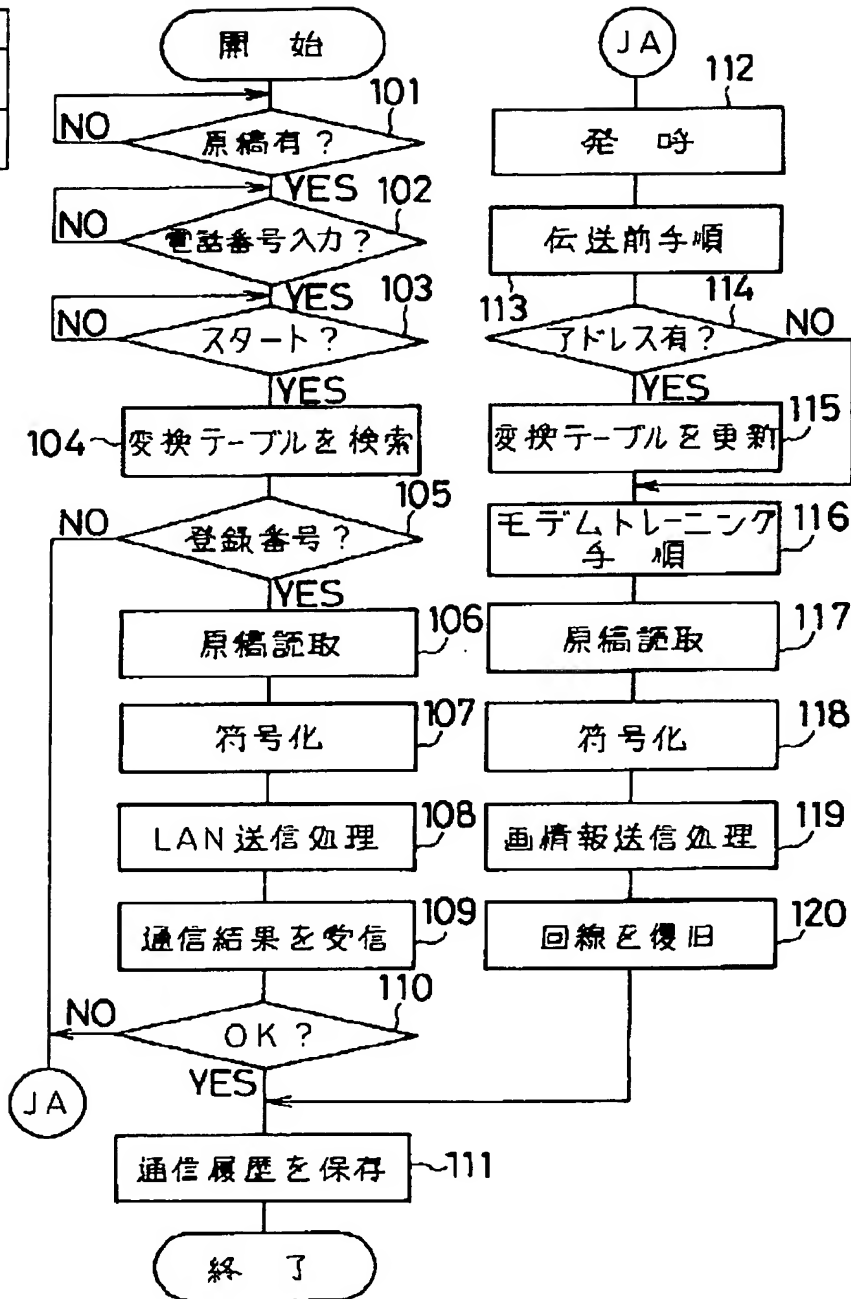 開 始
101
NO
原稿有?
YES
102
NO
電話番号入力?
YES
103
NO
スタート?
YES
104
変換テーブルを検索
105
NO
登録番号?
YES
106
原稿読取
107
符号化
108
LAN送信処理
109
通信結果を受信
110
NO
OK?
YES
JA
通信履歴を保存
111
終 了
JA
112
発 呼
伝送前手順
113
114
アドレス有?
NO
YES
115
変換テーブルを更新
モデムトレーニング
手 順
116
117
原稿読取
118
符号化
119
画情報送信処理
120
回線を復旧